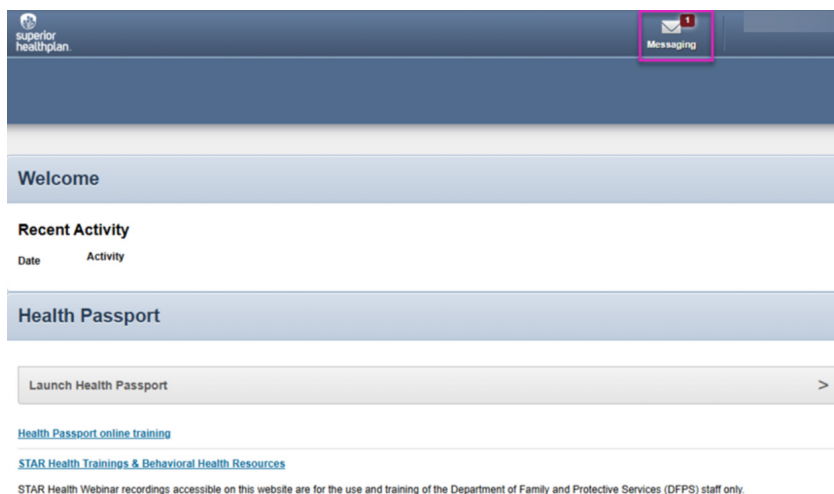 superior
healthplan.
1
Messaging
Welcome
Recent Activity
Date Activity
Health Passport
Launch Health Passport >
Health Passport online training
STAR Health Trainings & Behavioral Health Resources
STAR Health Webinar recordings accessible on this website are for the use and training of the Department of Family and Protective Services (DFPS) staff only.